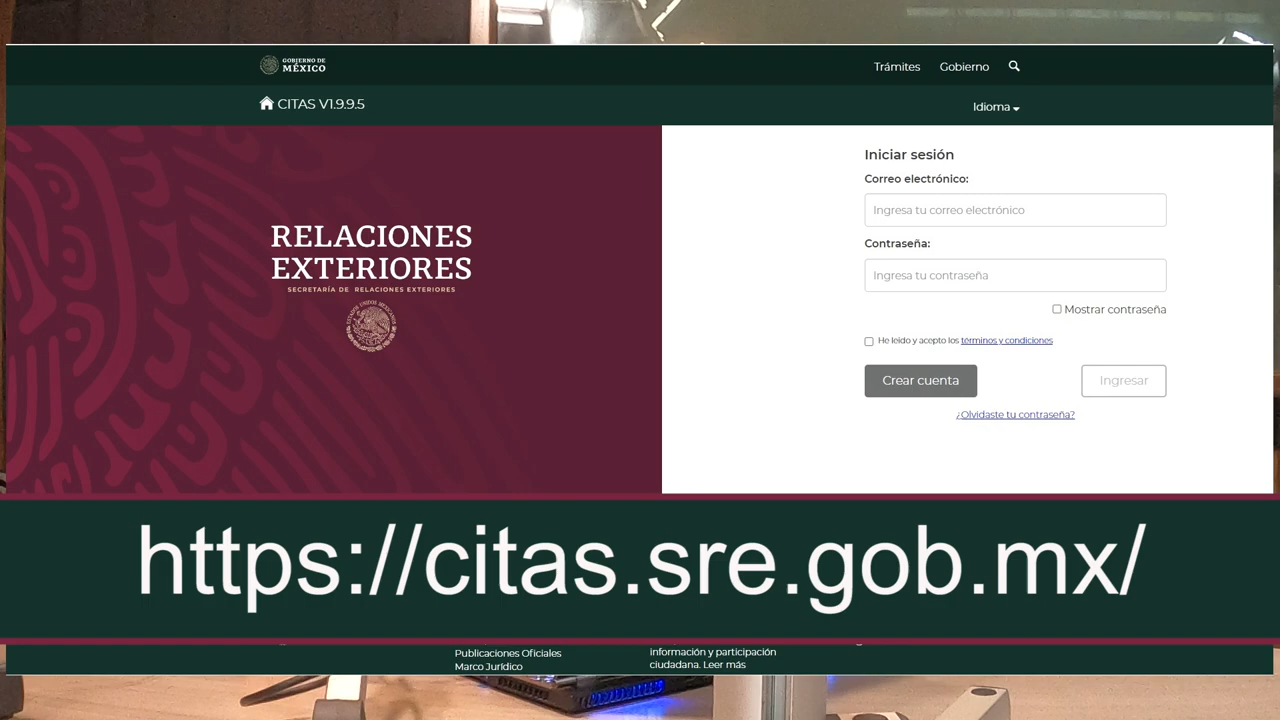 GOBIERNO DE
MÉXICO
Trámites
Gobierno
CITAS V1.9.9.5
Idioma
RELACIONES
EXTERIORES
SECRETARÍA DE RELACIONES EXTERIORES
ESTADOS UNIDOS MEXICANOS
Iniciar sesión
Correo electrónico:
Ingresa tu correo electrónico
Contraseña:
Ingresa tu contraseña
Mostrar contraseña
He leído y acepto los términos y condiciones
Crear cuenta
Ingresar
¿Olvidaste tu contraseña?
https://citas.sre.gob.mx/
Publicaciones Oficiales
Marco Jurídico
información y participación
ciudadana. Leer más